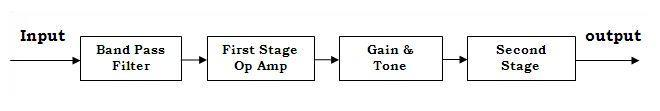 Input
Band Pass
Filter
First Stage
Op Amp
Gain &
Tone
Second
Stage
output